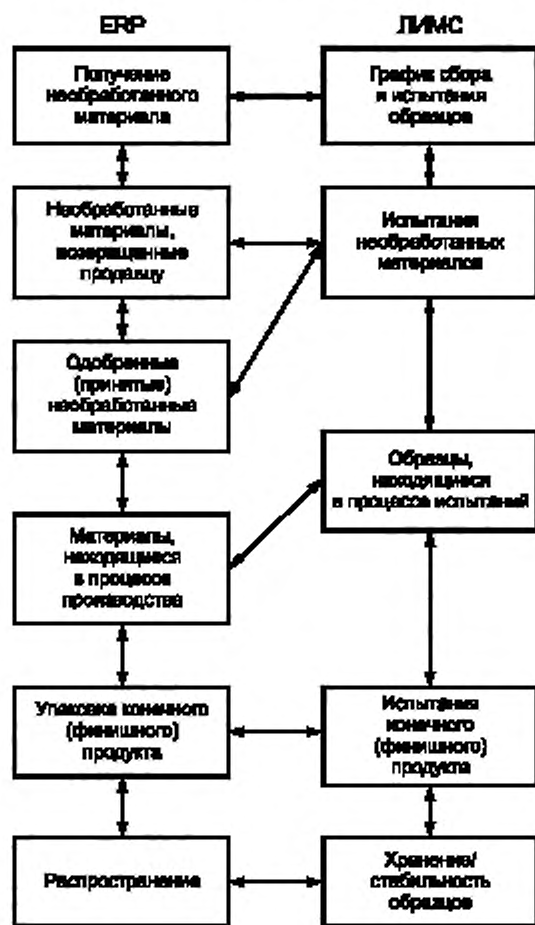 ERP
ЛИМС
Получение
необработанного
материала
График сбора
и испытания
образцов
Необработанные
материалы,
возвращенные
продавцу
Испытания
необработанных
материалов
Одобренные
(принятые)
необработанные
материалы
Образцы,
находящиеся
в процессе испытаний
Материалы,
находящиеся
в процессе
производства
Упаковка конечного
(финишного)
продукта
Испытания
конечного
(финишного)
продукта
Распространение
Хранение/
стабильность
образцов